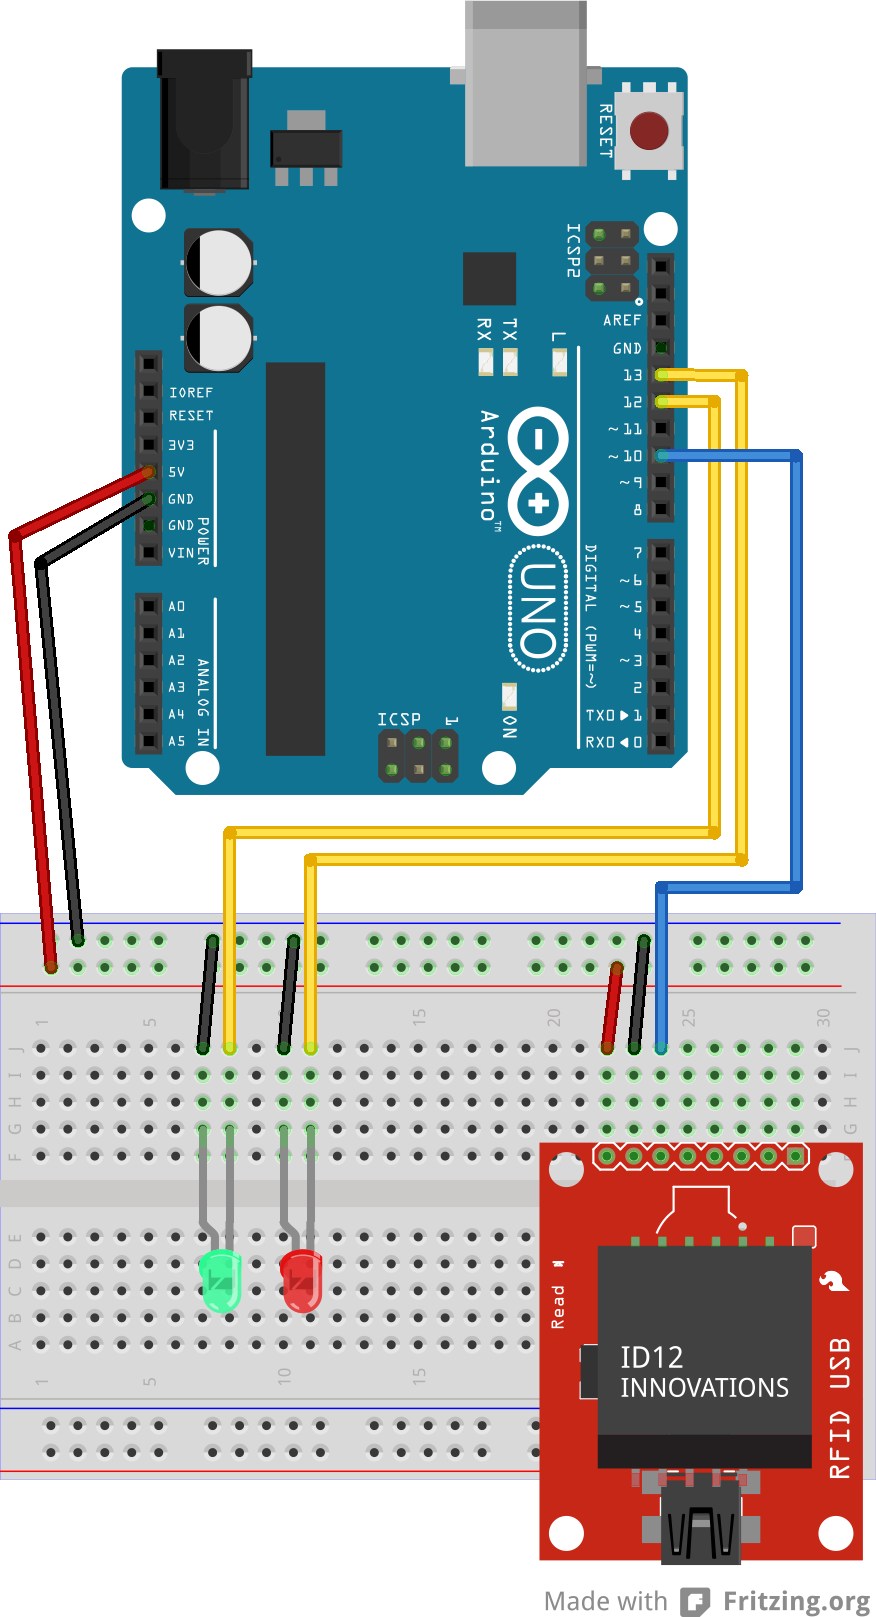 RESET
ICSP2
AREF
GND
13
12
~11
~10
~9
8
RX
TX
L
IOREF
RESET
3V3
5V
GND
GND
VIN
POWER
Arduino™
UNO
DIGITAL (PWM=~)
7
~6
~5
4
~3
2
TX0▶1
RX0◀0
A0
A1
A2
A3
A4
A5
ANALOG IN
ICSP
1
ON
1 5 15 20 25 30
J J
I I
H H
G G
F
E
D
C
B
A
1 5 10 15
Read
ID12
INNOVATIONS
RFID USB
Made with Fritzing.org